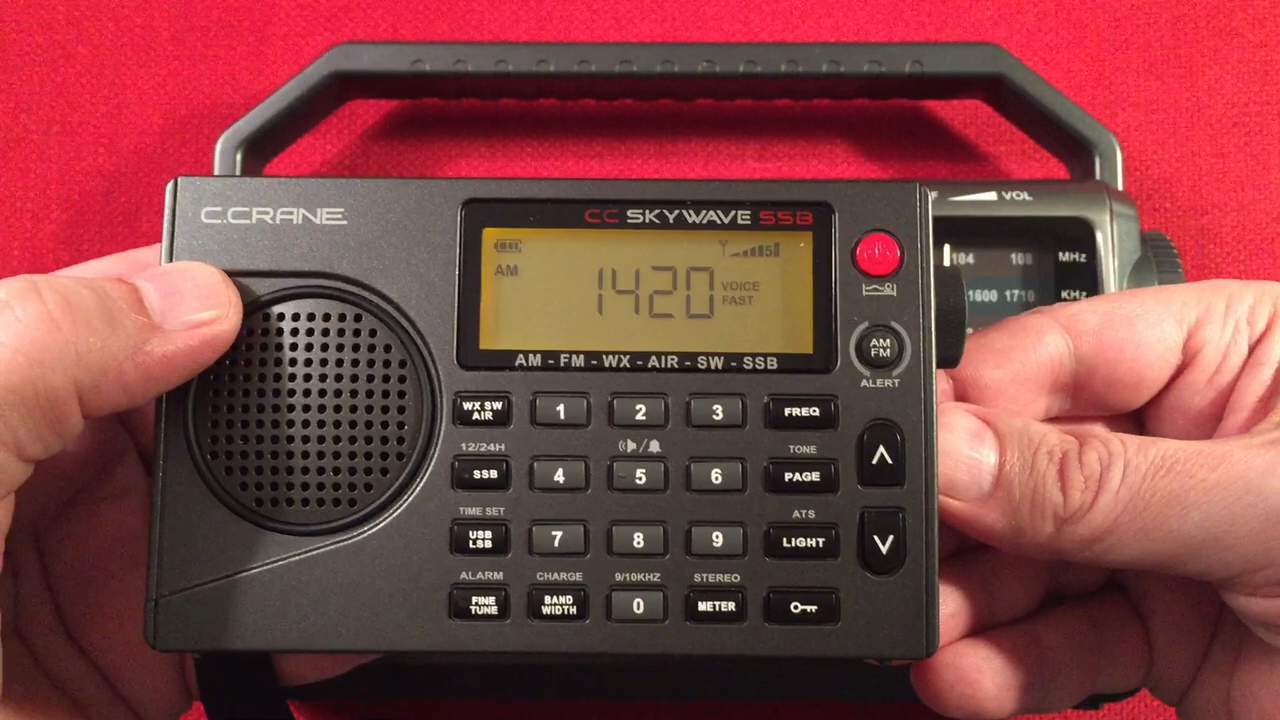 C.CRANE
CC SKYWAVE SSB
AM
5
1420
VOICE
FAST
AM - FM - WX - AIR - SW - SSB
VOL
104 108 MHz
1600 1710 KHz
AM
FM
ALERT
WX SW
AIR
1
2
3
FREQ
12/24H
TONE
SSB
4
5
6
PAGE
TIME SET
ATS
USB
LSB
7
8
9
LIGHT
ALARM
CHARGE
9/10KHZ
STEREO
FINE
TUNE
BAND
WIDTH
0
METER